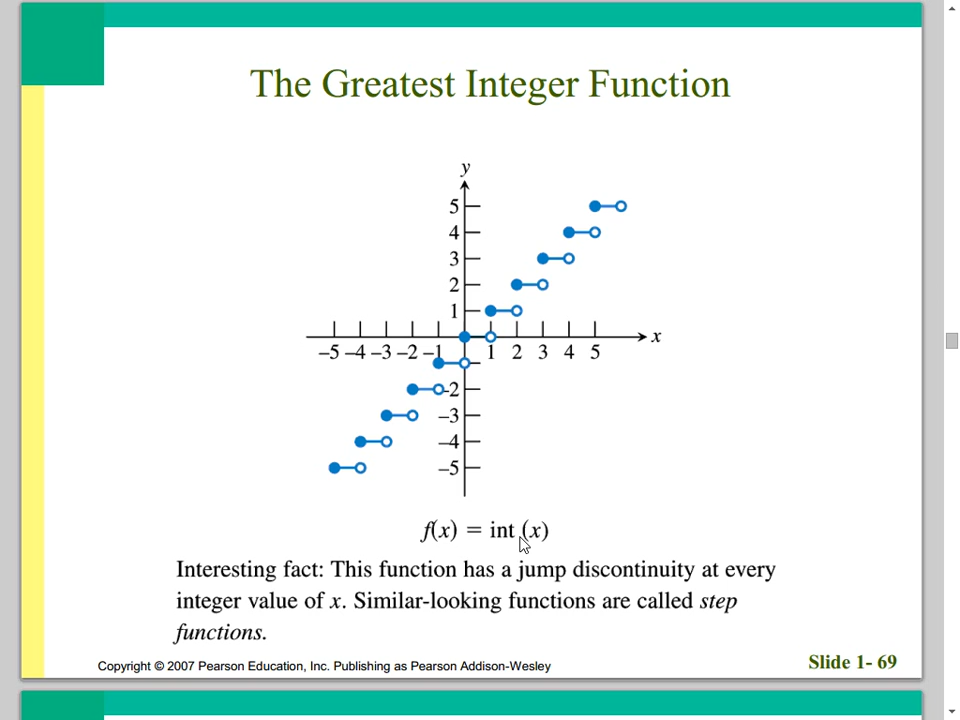 The Greatest Integer Function
y
5
4
3
2
1
x
–5 –4 –3 –2 –1 1 2 3 4 5
-2
–3
–4
–5
f(x) = int (x)
Interesting fact: This function has a jump discontinuity at every
integer value of x. Similar-looking functions are called step
functions.
Copyright © 2007 Pearson Education, Inc. Publishing as Pearson Addison-Wesley
Slide 1- 69